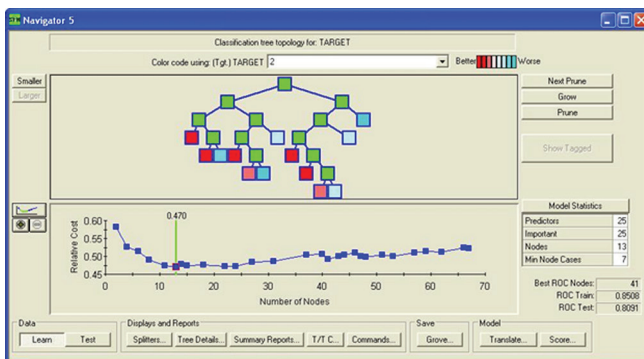 Navigator 5
Classification tree topology for: TARGET
Color code using: (Tgt.) TARGET 2 Better Worse
Smaller
Larger
Next Prune
Grow
Prune
Show Tagged
Relative Cost
0.60
0.55
0.50
0.45
0.470
0 10 20 30 40 50 60 70
Number of Nodes
Model Statistics
Predictors 25
Important 25
Nodes 13
Min Node Cases 7
Best ROC Nodes: 41
ROC Train: 0.8508
ROC Test: 0.8091
Data
Learn Test
Displays and Reports
Splitters... Tree Details... Summary Reports... T/T C... Commands...
Save
Grove...
Model
Translate... Score...